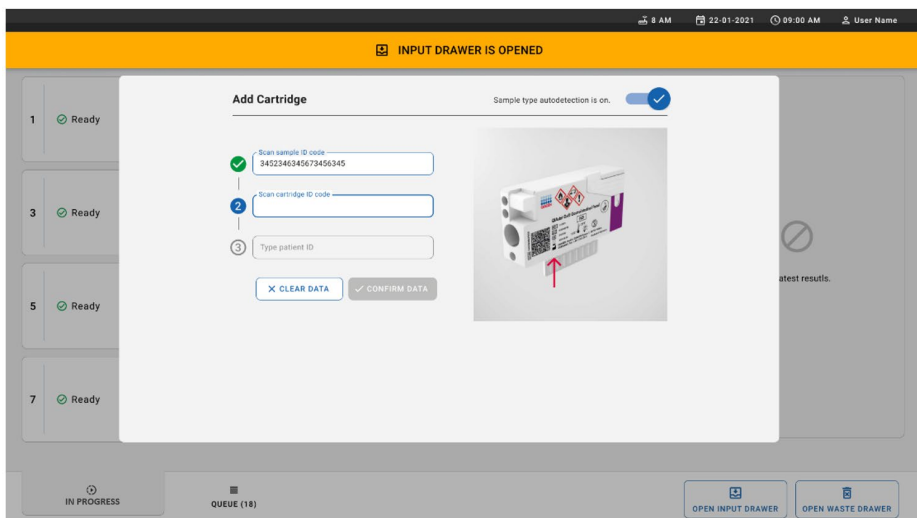 8 AM 22-01-2021 09:00 AM User Name
INPUT DRAWER IS OPENED
Add Cartridge
Sample type autodetection is on.
1 Ready
Scan sample ID code
3452346345673456345
2 Scan cartridge ID code
3 Ready
3 Type patient ID
CLEAR DATA CONFIRM DATA
atest resutls.
5 Ready
7 Ready
IN PROGRESS
QUEUE (18)
OPEN INPUT DRAWER
OPEN WASTE DRAWER